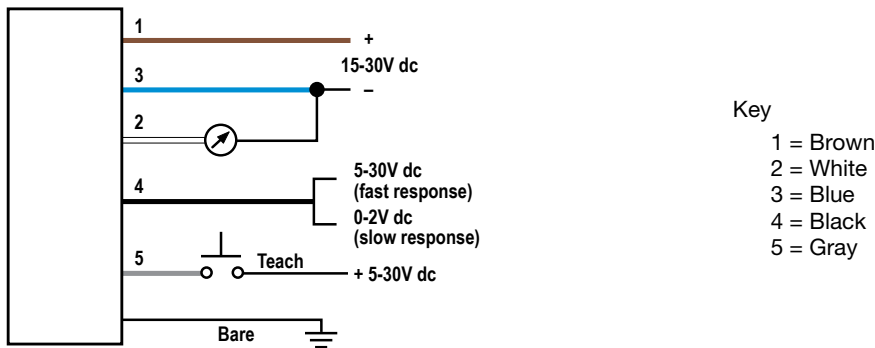 1
+
15-30V dc
3
–
2
4
5-30V dc
(fast response)
0-2V dc
(slow response)
5
Teach
+ 5-30V dc
Bare
Key
1 = Brown
2 = White
3 = Blue
4 = Black
5 = Gray